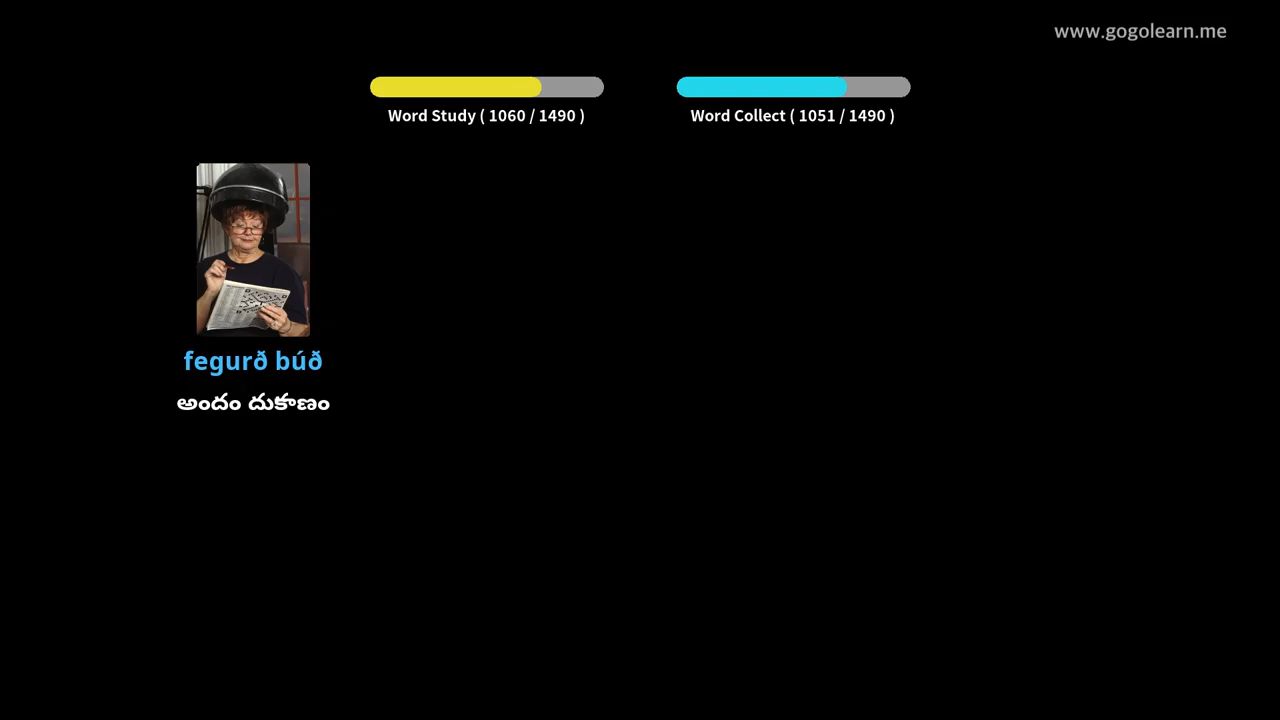 www.gogolearn.me
Word Study ( 1060 / 1490 )
Word Collect ( 1051 / 1490 )
fegurð búð
అందం దుకాణం